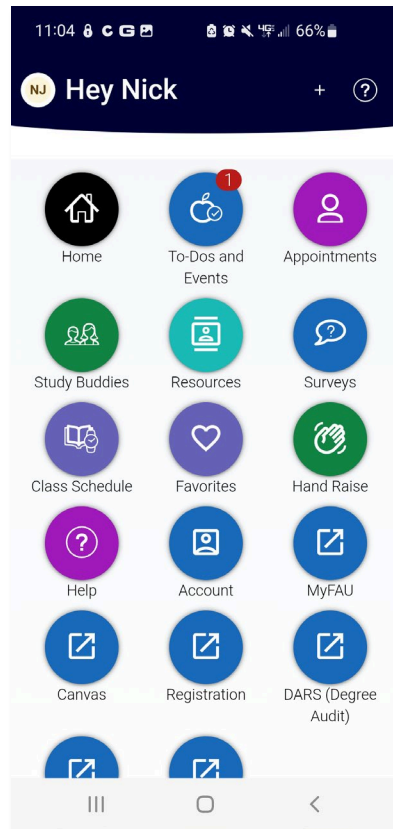 11:04 66%
NJ Hey Nick + ?
1
Home To-Dos and Events Appointments
Study Buddies Resources Surveys
Class Schedule Favorites Hand Raise
? Help Account MyFAU
Canvas Registration DARS (Degree Audit)